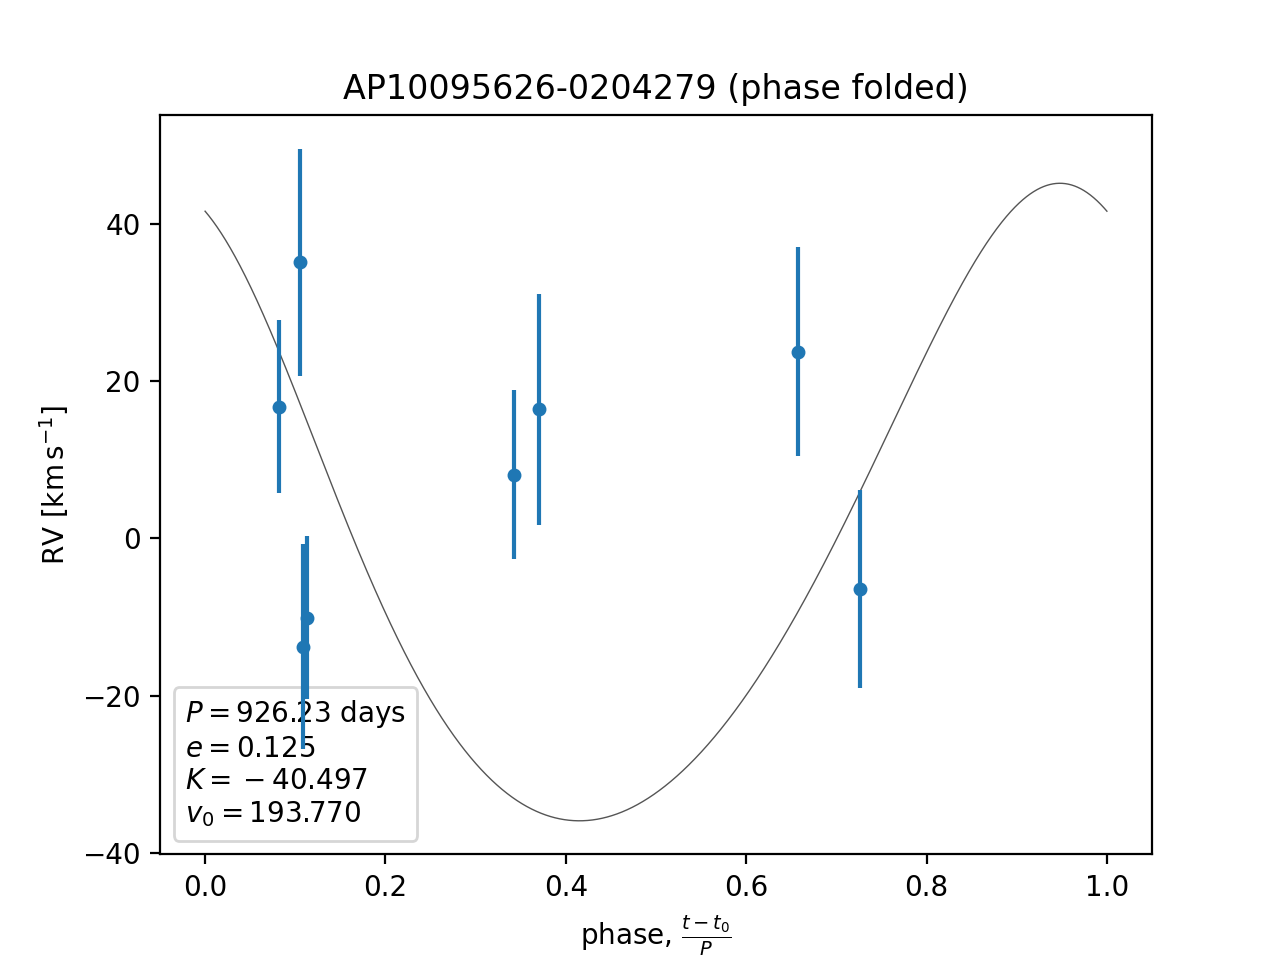 AP10095626-0204279 (phase folded)
RV [km s⁻¹]
40
20
0
−20
−40
P = 926.23 days
e = 0.125
K = − 40.497
v₀ = 193.770
0.0 0.2 0.4 0.6 0.8 1.0
phase, (t − t₀)/P